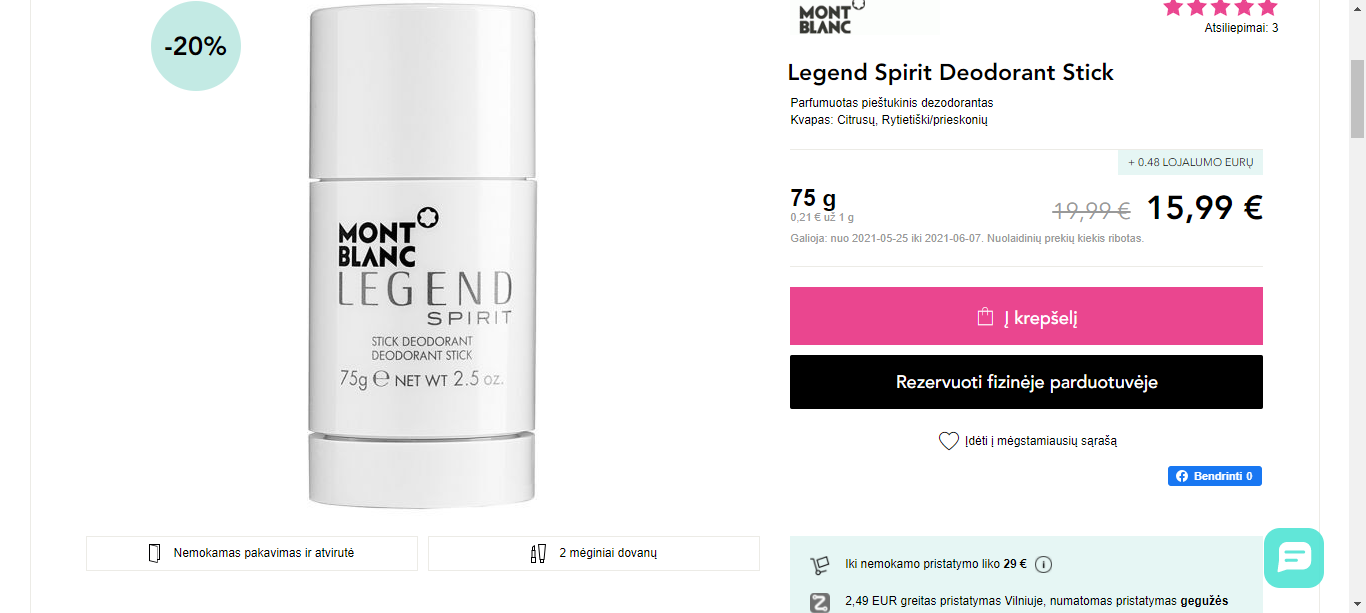 -20%
MONT
BLANC
LEGEND
SPIRIT
STICK DEODORANT
DEODORANT STICK
75g ℮ NET WT 2.5 oz.
Nemokamas pakavimas ir atvirutė
2 mėginiai dovanų
MONT
BLANC
Atsiliepimai: 3
Legend Spirit Deodorant Stick
Parfumuotas pieštukinis dezodorantas
Kvapas: Citrusų, Rytietiški/prieskonių
+ 0.48 LOJALUMO EURŲ
75 g
0,21 € už 1 g
19,99 € 15,99 €
Galioja: nuo 2021-05-25 iki 2021-06-07. Nuolaidinių prekių kiekis ribotas.
Į krepšelį
Rezervuoti fizinėje parduotuvėje
Įdėti į mėgstamiausių sąrašą
Bendrinti 0
Iki nemokamo pristatymo liko 29 €
2,49 EUR greitas pristatymas Vilniuje, numatomas pristatymas gegužės